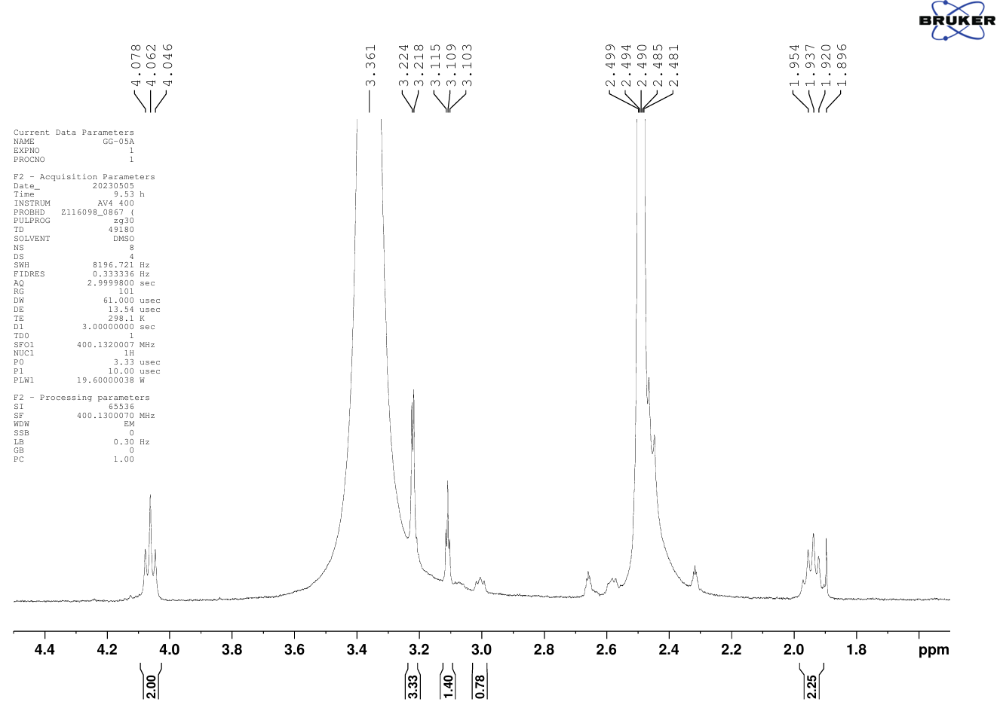 BRUKER
4.078
4.062
4.046
3.361
3.224
3.218
3.115
3.109
3.103
2.499
2.494
2.490
2.485
2.481
1.954
1.937
1.920
1.896
Current Data Parameters
NAME GG-05A
EXPNO 1
PROCNO 1
F2 - Acquisition Parameters
Date_ 20230505
Time 9.53 h
INSTRUM AV4 400
PROBHD Z116098_0867 (
PULPROG zg30
TD 49180
SOLVENT DMSO
NS 8
DS 4
SWH 8196.721 Hz
FIDRES 0.333336 Hz
AQ 2.9999800 sec
RG 101
DW 61.000 usec
DE 13.54 usec
TE 298.1 K
D1 3.00000000 sec
TD0 1
SFO1 400.1320007 MHz
NUC1 1H
P0 3.33 usec
P1 10.00 usec
PLW1 19.60000038 W
F2 - Processing parameters
SI 65536
SF 400.1300070 MHz
WDW EM
SSB 0
LB 0.30 Hz
GB 0
PC 1.00
4.4 4.2 4.0 3.8 3.6 3.4 3.2 3.0 2.8 2.6 2.4 2.2 2.0 1.8 ppm
2.00
3.33
1.40
0.78
2.25